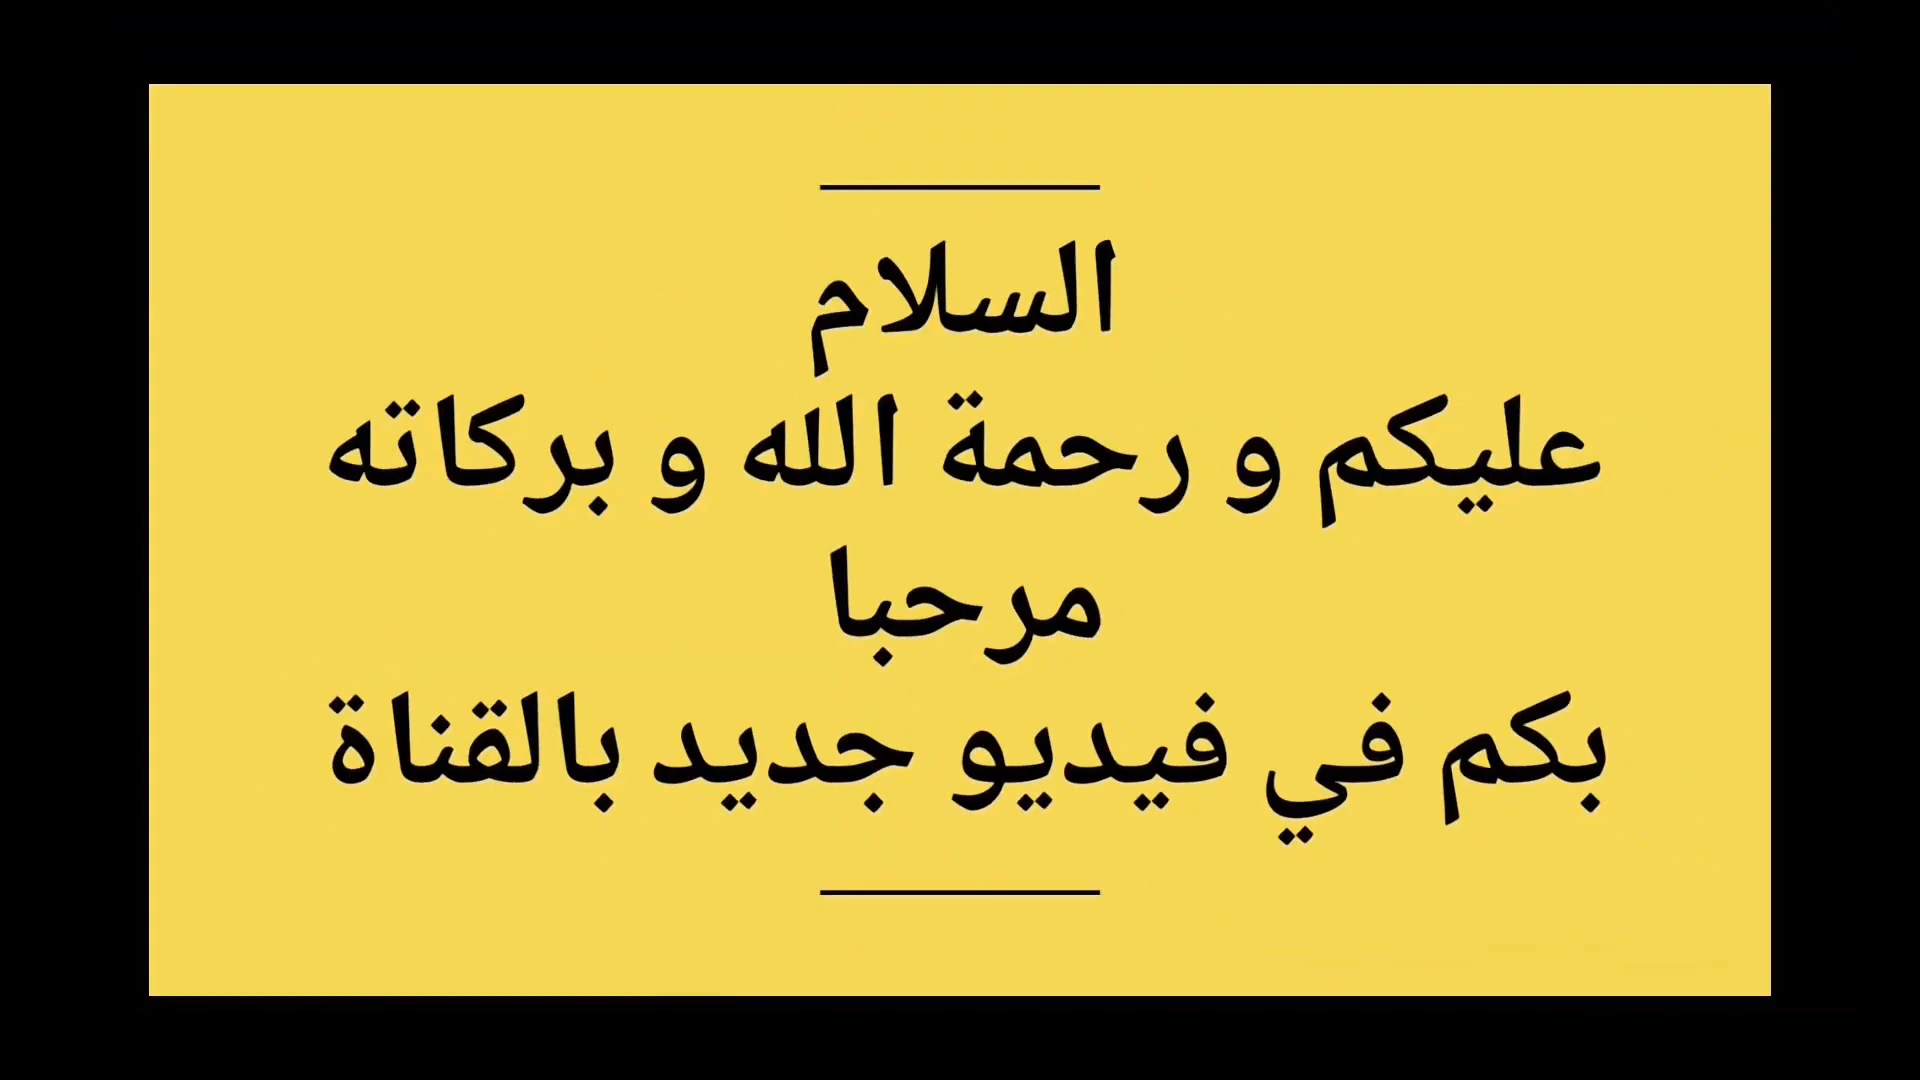 السلام
عليكم و رحمة الله و بركاته
مرحبا
بكم في فيديو جديد بالقناة